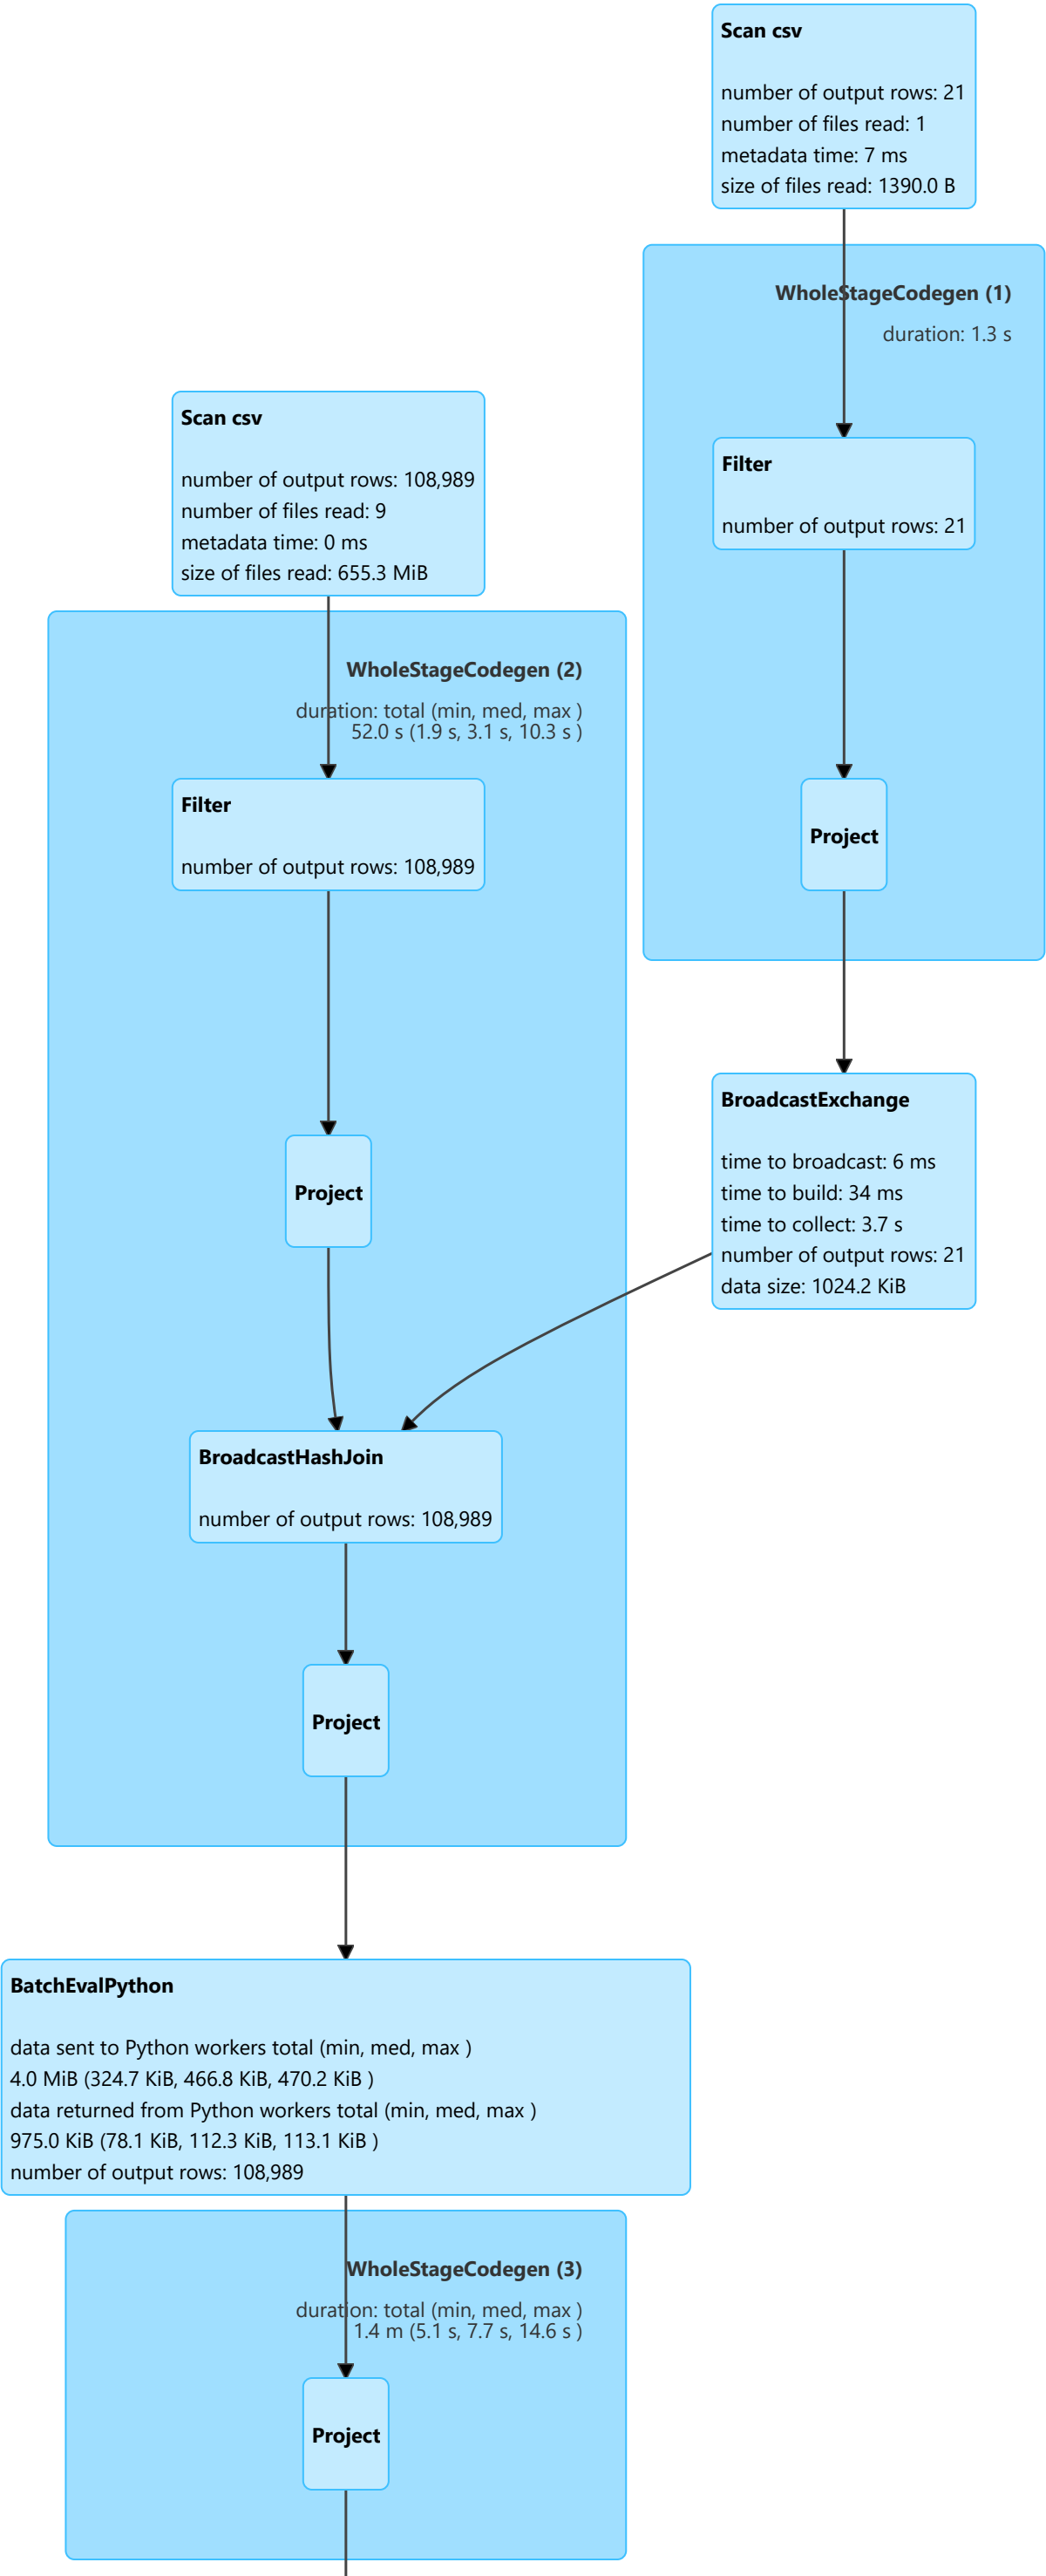 Scan csv
number of output rows: 21
number of files read: 1
metadata time: 7 ms
size of files read: 1390.0 B
WholeStageCodegen (1)
duration: 1.3 s
Filter
number of output rows: 21
Project
BroadcastExchange
time to broadcast: 6 ms
time to build: 34 ms
time to collect: 3.7 s
number of output rows: 21
data size: 1024.2 KiB
Scan csv
number of output rows: 108,989
number of files read: 9
metadata time: 0 ms
size of files read: 655.3 MiB
WholeStageCodegen (2)
duration: total (min, med, max )
52.0 s (1.9 s, 3.1 s, 10.3 s )
Filter
number of output rows: 108,989
Project
BroadcastHashJoin
number of output rows: 108,989
Project
BatchEvalPython
data sent to Python workers total (min, med, max )
4.0 MiB (324.7 KiB, 466.8 KiB, 470.2 KiB )
data returned from Python workers total (min, med, max )
975.0 KiB (78.1 KiB, 112.3 KiB, 113.1 KiB )
number of output rows: 108,989
WholeStageCodegen (3)
duration: total (min, med, max )
1.4 m (5.1 s, 7.7 s, 14.6 s )
Project